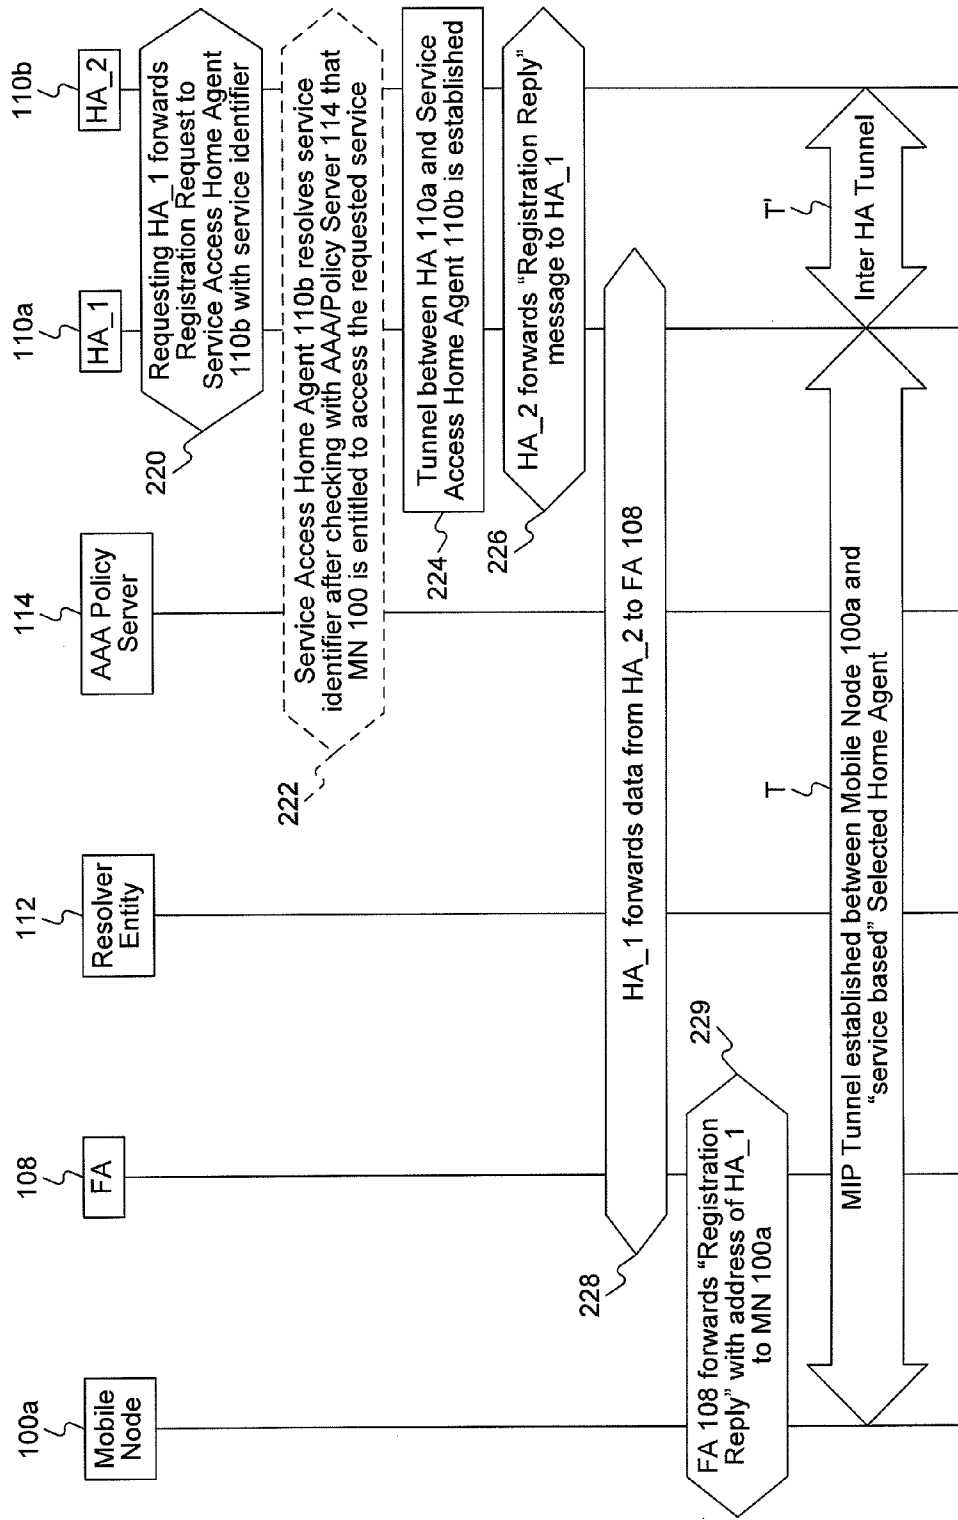 100a
Mobile
Node
108
FA
112
Resolver
Entity
114
AAA Policy
Server
110a
HA_1
110b
HA_2
220
Requesting HA_1 forwards
Registration Request to
Service Access Home Agent
110b with service identifier
222
Service Access Home Agent 110b resolves service
identifier after checking with AAA/Policy Server 114 that
MN 100 is entitled to access the requested service
224
Tunnel between HA 110a and Service
Access Home Agent 110b is established
226
HA_2 forwards “Registration Reply”
message to HA_1
228
HA_1 forwards data from HA_2 to FA 108
229
FA 108 forwards “Registration
Reply” with address of HA_1
to MN 100a
T
MIP Tunnel established between Mobile Node 100a and
“service based” Selected Home Agent
T'
Inter HA Tunnel